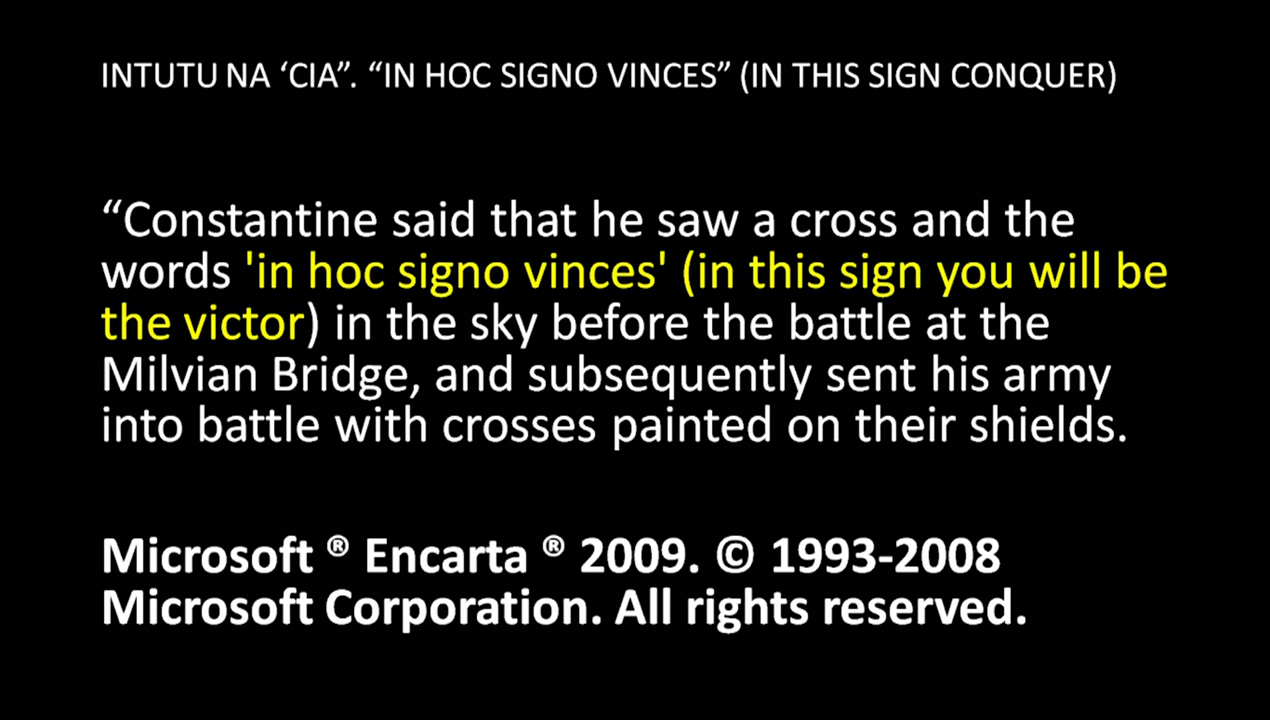 INTUTU NA ‘CIA”. “IN HOC SIGNO VINCES” (IN THIS SIGN CONQUER)
“Constantine said that he saw a cross and the
words 'in hoc signo vinces' (in this sign you will be
the victor) in the sky before the battle at the
Milvian Bridge, and subsequently sent his army
into battle with crosses painted on their shields.
Microsoft ® Encarta ® 2009. © 1993-2008
Microsoft Corporation. All rights reserved.